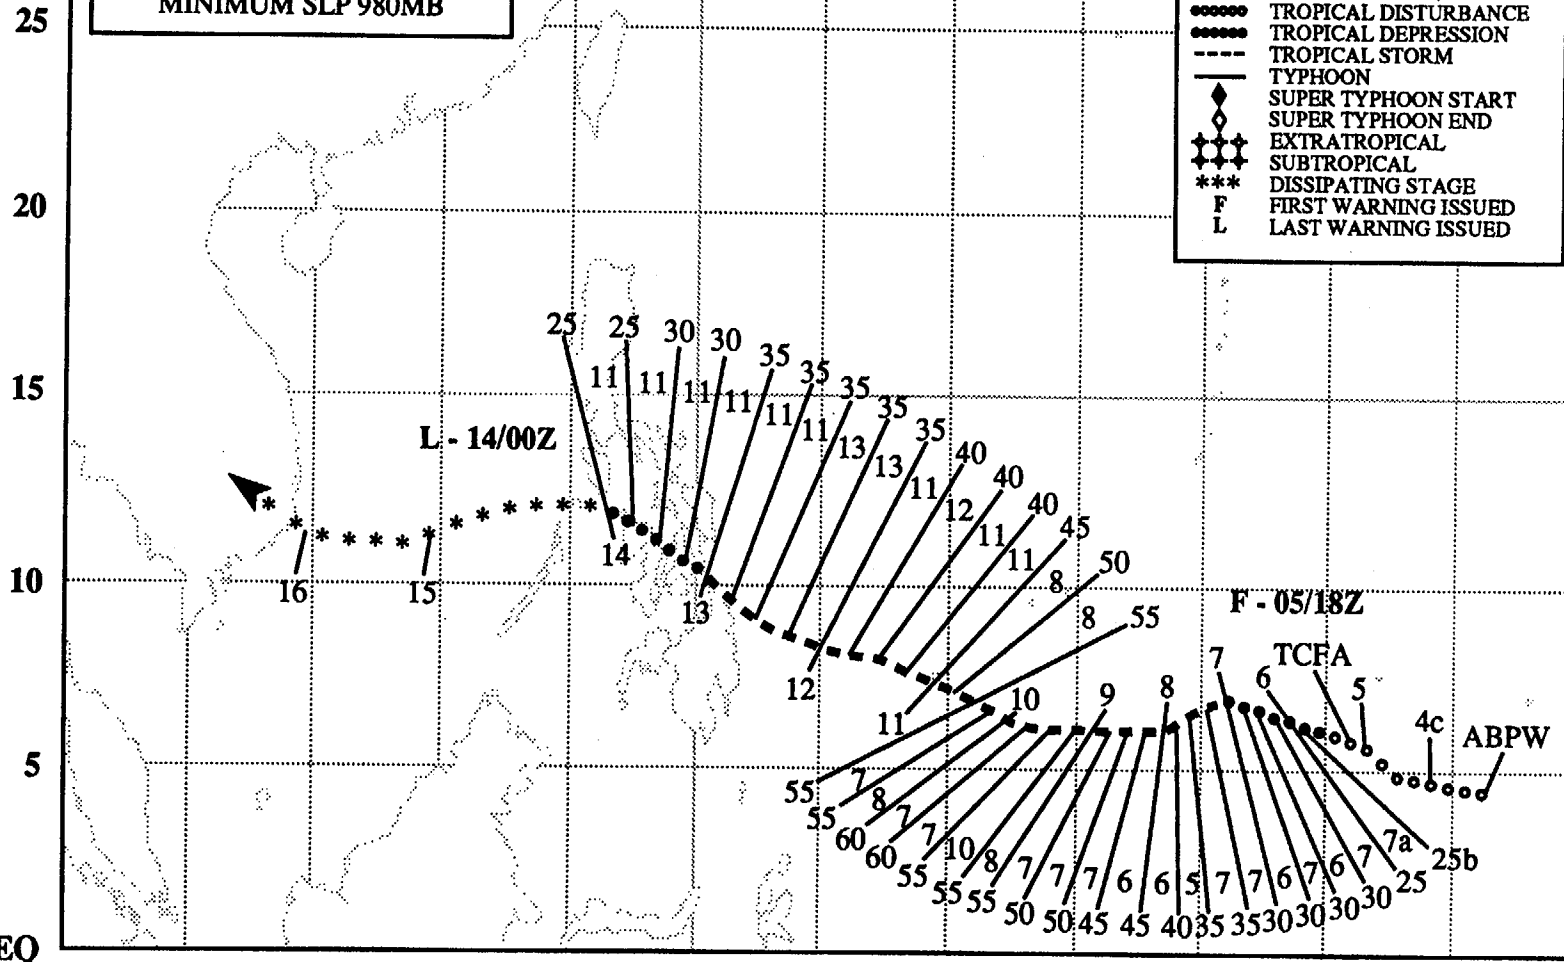 MINIMUM SLP 980MB
TROPICAL DISTURBANCE
TROPICAL DEPRESSION
TROPICAL STORM
TYPHOON
SUPER TYPHOON START
SUPER TYPHOON END
EXTRATROPICAL
SUBTROPICAL
*** DISSIPATING STAGE
F FIRST WARNING ISSUED
L LAST WARNING ISSUED
25
20
15
10
5
EQ
25 25 30 30 35 35 35 35 35 40 40 40 45 50 55
11 11 11 11 11 11 13 13 11 12 11 11 8 8
L - 14/00Z
F - 05/18Z
TCFA
ABPW
16 15 14 13 12 11 10 9 8 7 6 5 4c
55 55 60 60 55 55 55 50 50 45 45 40 35 35 30 30 30 30 25 25b
7 8 7 7 10 8 7 7 7 6 6 5 7 7 6 7 6 7 7a